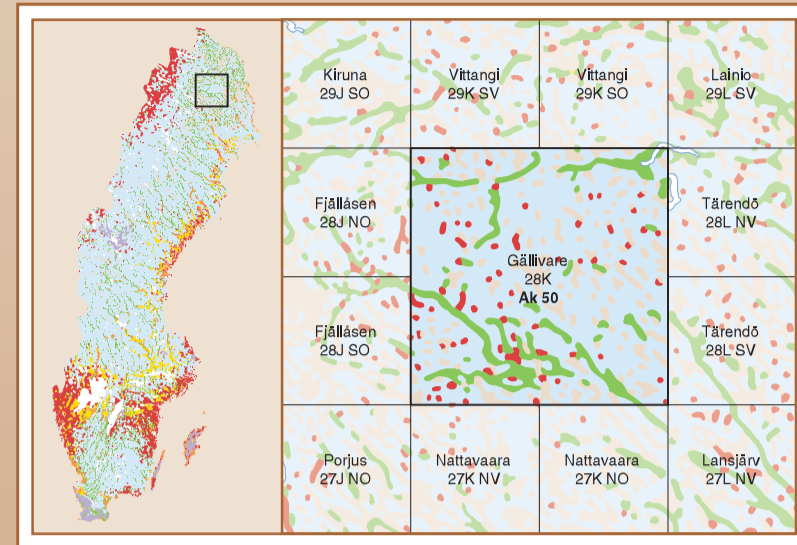 Kiruna
29J SO
Vittangi
29K SV
Vittangi
29K SO
Lainio
29L SV
Fjällåsen
28J NO
Gällivare
28K
Ak 50
Tärendö
28L NV
Fjällåsen
28J SO
Tärendö
28L SV
Porjus
27J NO
Nattavaara
27K NV
Nattavaara
27K NO
Lansjärv
27L NV